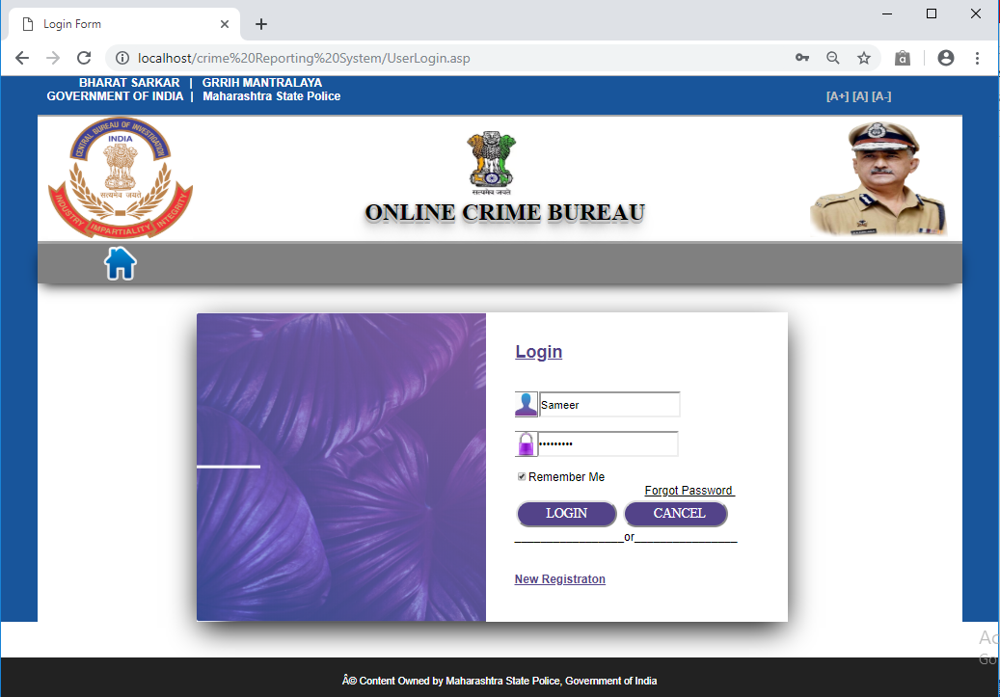 Login Form
localhost/crime%20Reporting%20System/UserLogin.asp
BHARAT SARKAR | GRRIH MANTRALAYA
GOVERNMENT OF INDIA | Maharashtra State Police
[A+] [A] [A-]
CENTRAL BUREAU OF INVESTIGATION
INDIA
सत्यमेव जयते
INDUSTRY IMPARTIALITY INTEGRITY
सत्यमेव जयते
ONLINE CRIME BUREAU
Login
Sameer
•••••••••
Remember Me
Forgot Password
LOGIN CANCEL
_________________or________________
New Registraton
Ac
Go
Â© Content Owned by Maharashtra State Police, Government of India